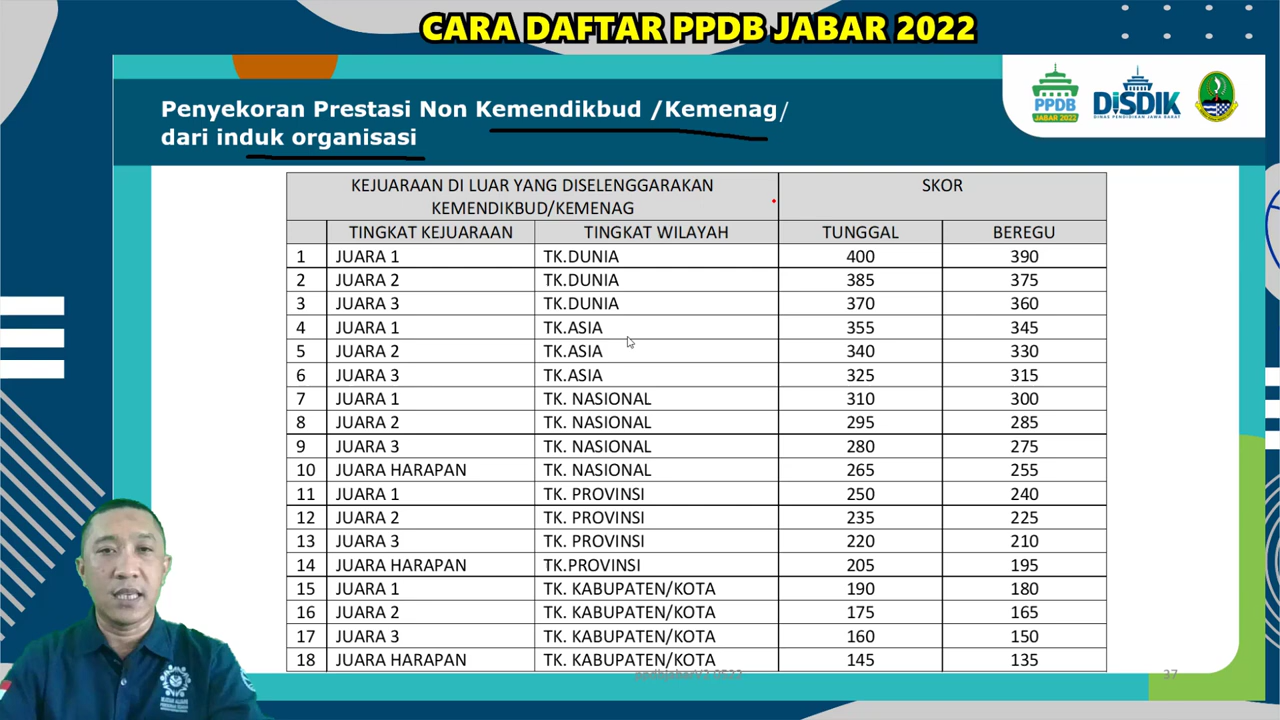 CARA DAFTAR PPDB JABAR 2022
Penyekoran Prestasi Non Kemendikbud /Kemenag/
dari induk organisasi
PPDB
JABAR 2022
DISDIK
DINAS PENDIDIKAN JAWA BARAT
KEJUARAAN DI LUAR YANG DISELENGGARAKAN
KEMENDIKBUD/KEMENAG
SKOR
TINGKAT KEJUARAAN TINGKAT WILAYAH TUNGGAL BEREGU
1 JUARA 1 TK.DUNIA 400 390
2 JUARA 2 TK.DUNIA 385 375
3 JUARA 3 TK.DUNIA 370 360
4 JUARA 1 TK.ASIA 355 345
5 JUARA 2 TK.ASIA 340 330
6 JUARA 3 TK.ASIA 325 315
7 JUARA 1 TK. NASIONAL 310 300
8 JUARA 2 TK. NASIONAL 295 285
9 JUARA 3 TK. NASIONAL 280 275
10 JUARA HARAPAN TK. NASIONAL 265 255
11 JUARA 1 TK. PROVINSI 250 240
12 JUARA 2 TK. PROVINSI 235 225
13 JUARA 3 TK. PROVINSI 220 210
14 JUARA HARAPAN TK.PROVINSI 205 195
15 JUARA 1 TK. KABUPATEN/KOTA 190 180
16 JUARA 2 TK. KABUPATEN/KOTA 175 165
17 JUARA 3 TK. KABUPATEN/KOTA 160 150
18 JUARA HARAPAN TK. KABUPATEN/KOTA 145 135
37